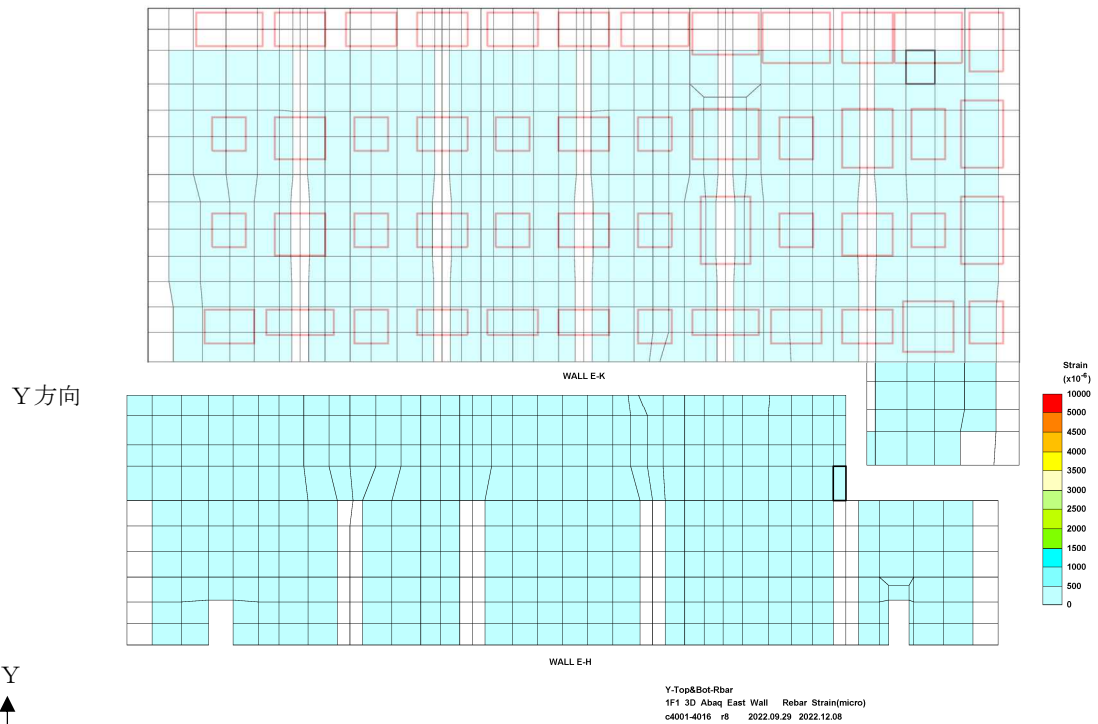 WALL E-K
Y方向
Strain
(x10-6)
10000
5000
4500
4000
3500
3000
2500
2000
1500
1000
500
0
WALL E-H
Y
Y-Top&Bot-Rbar
1F1 3D Abaq East Wall Rebar Strain(micro)
c4001-4016 r8 2022.09.29 2022.12.08